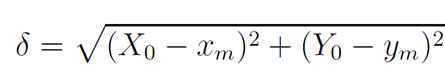 δ = √(X₀ − xₘ)² + (Y₀ − yₘ)²